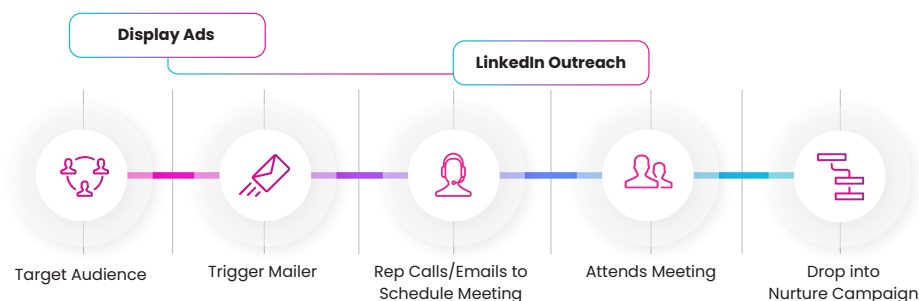 Display Ads
LinkedIn Outreach
Target Audience
Trigger Mailer
Rep Calls/Emails to
Schedule Meeting
Attends Meeting
Drop into
Nurture Campaign